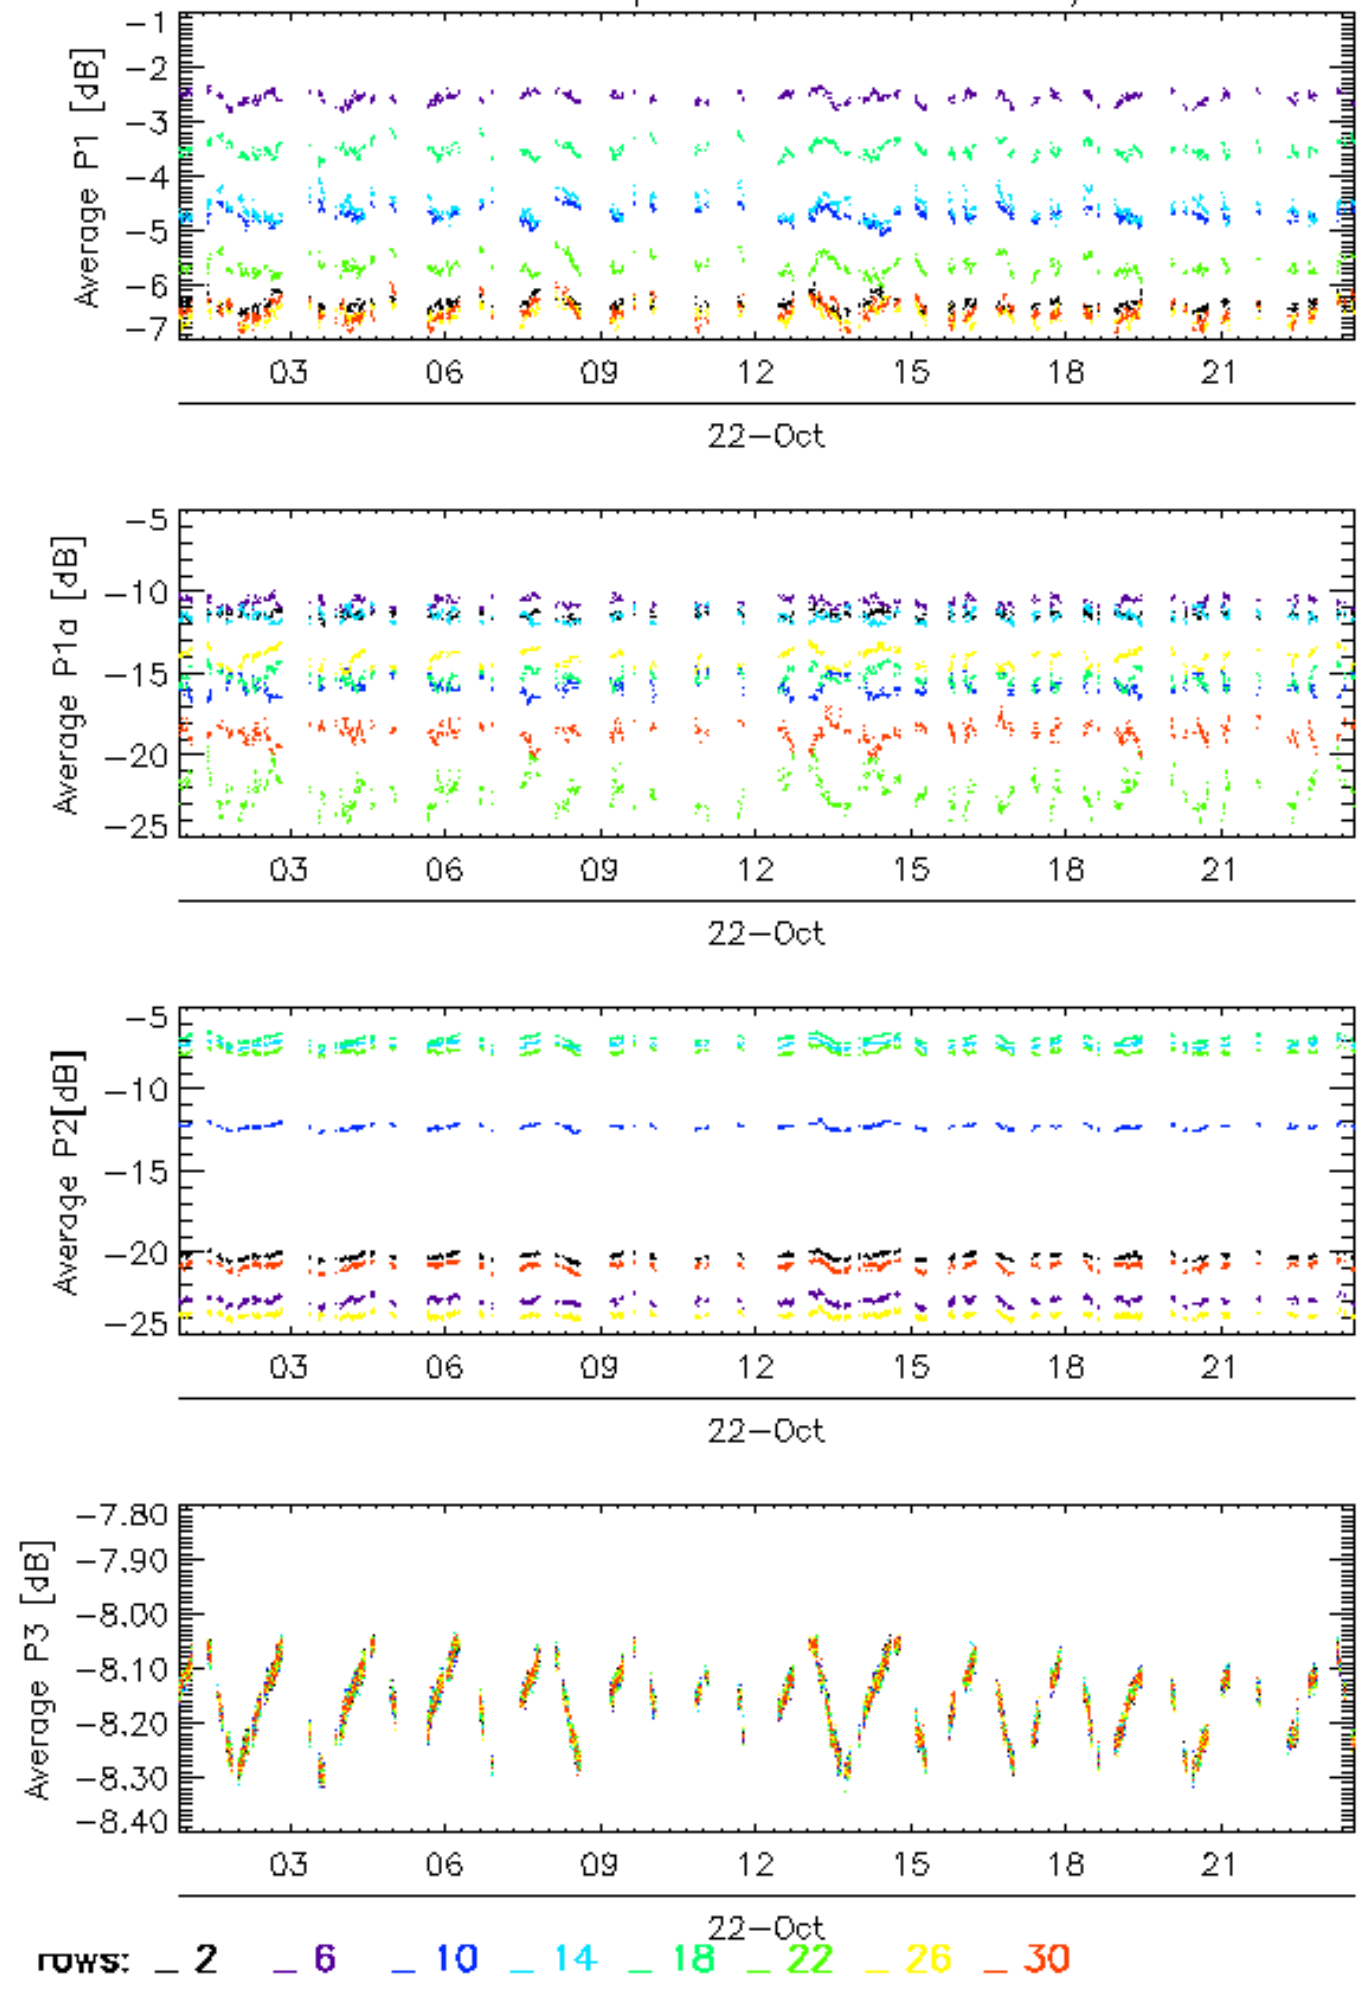 Average P1 [dB]
-1
-2
-3
-4
-5
-6
-7
03 06 09 12 15 18 21
22-Oct
Average P1a [dB]
-5
-10
-15
-20
-25
03 06 09 12 15 18 21
22-Oct
Average P2[dB]
-5
-10
-15
-20
-25
03 06 09 12 15 18 21
22-Oct
Average P3 [dB]
-7.80
-7.90
-8.00
-8.10
-8.20
-8.30
-8.40
03 06 09 12 15 18 21
22-Oct
rows: _ 2 _ 6 _ 10 _ 14 _ 18 _ 22 _ 26 _ 30